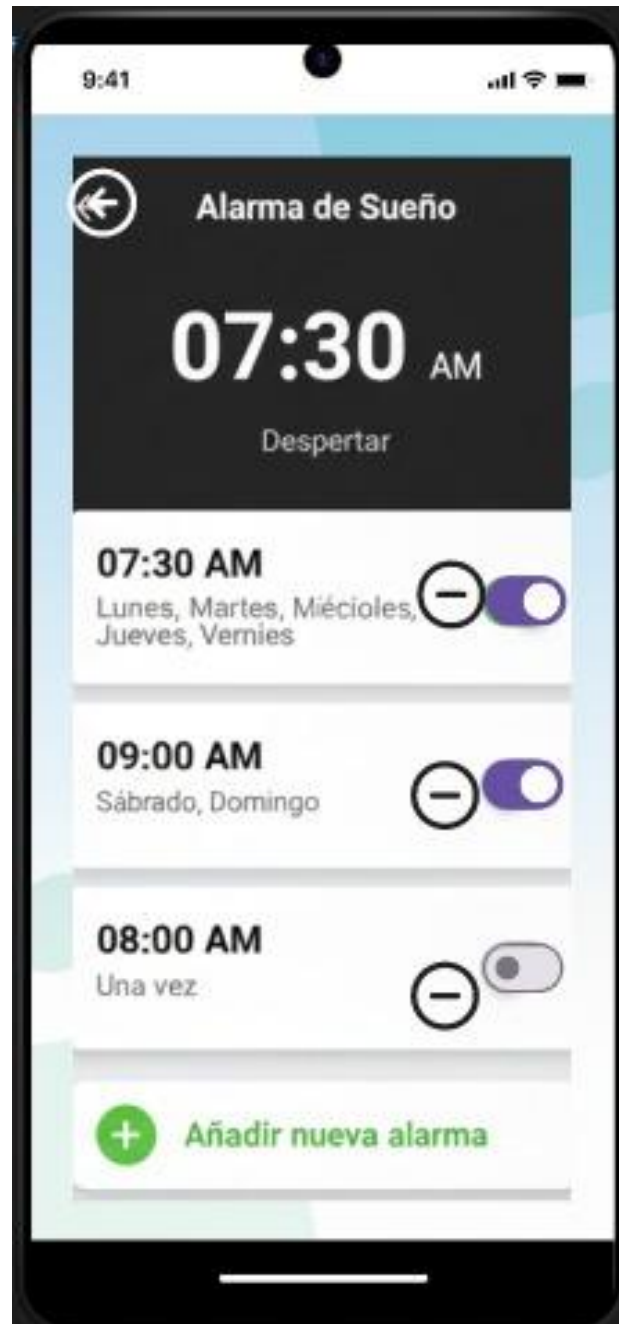 9:41
Alarma de Sueño
07:30 AM
Despertar
07:30 AM
Lunes, Martes, Miécioles,
Jueves, Vernies
09:00 AM
Sábrado, Domingo
08:00 AM
Una vez
Añadir nueva alarma